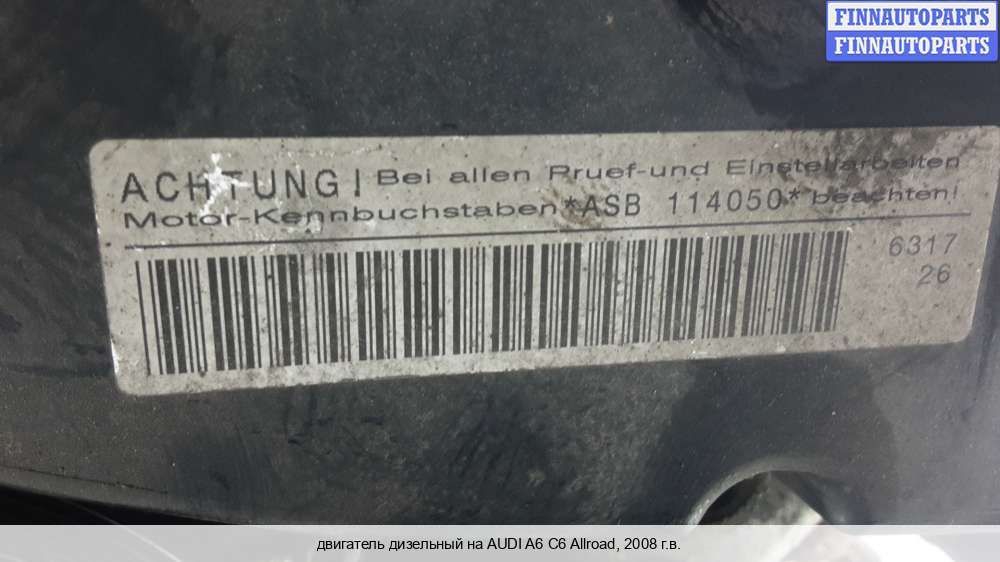 FINNAUTOPARTS
FINNAUTOPARTS
ACHTUNG! Bei allen Pruef-und Einstellarbeiten
Motor-Kennbuchstaben *ASB 114050* beachten!
6317
26
двигатель дизельный на AUDI A6 C6 Allroad, 2008 г.в.